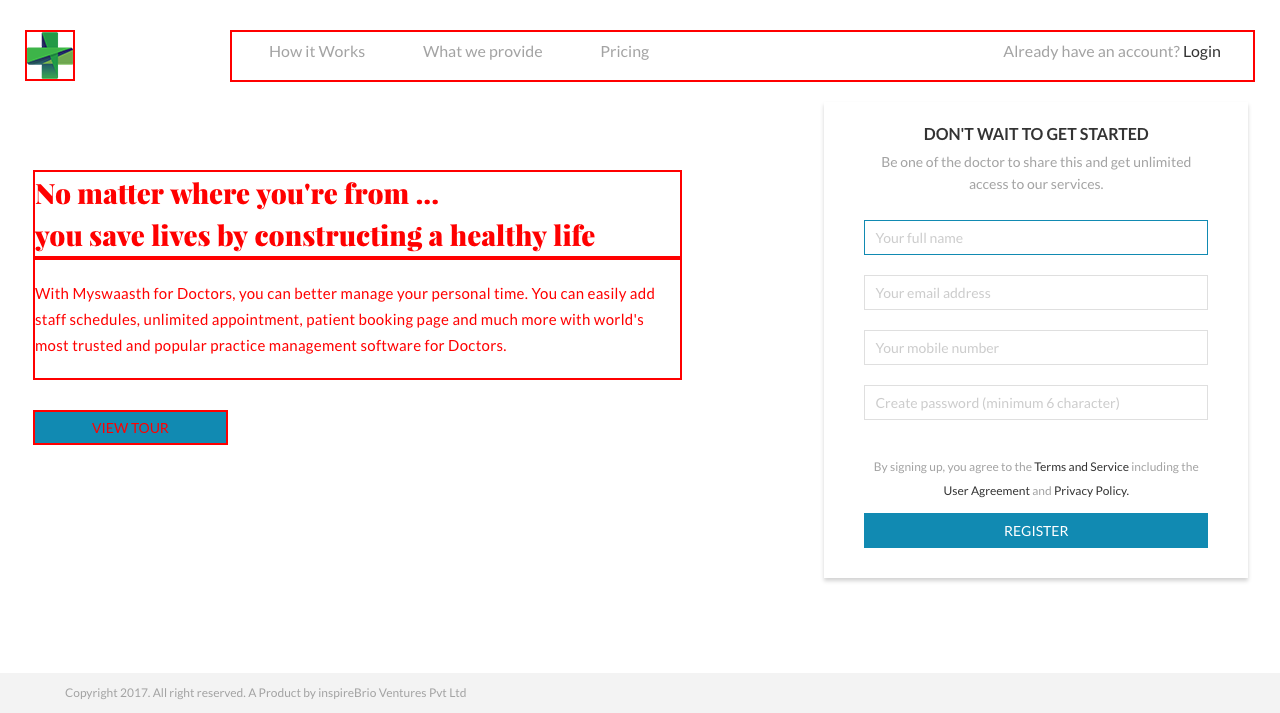 How it Works What we provide Pricing Already have an account? Login
No matter where you're from ...
you save lives by constructing a healthy life
With Myswaasth for Doctors, you can better manage your personal time. You can easily add
staff schedules, unlimited appointment, patient booking page and much more with world's
most trusted and popular practice management software for Doctors.
VIEW TOUR
DON'T WAIT TO GET STARTED
Be one of the doctor to share this and get unlimited
access to our services.
Your full name
Your email address
Your mobile number
Create password (minimum 6 character)
By signing up, you agree to the Terms and Service including the
User Agreement and Privacy Policy.
REGISTER
Copyright 2017. All right reserved. A Product by inspireBrio Ventures Pvt Ltd